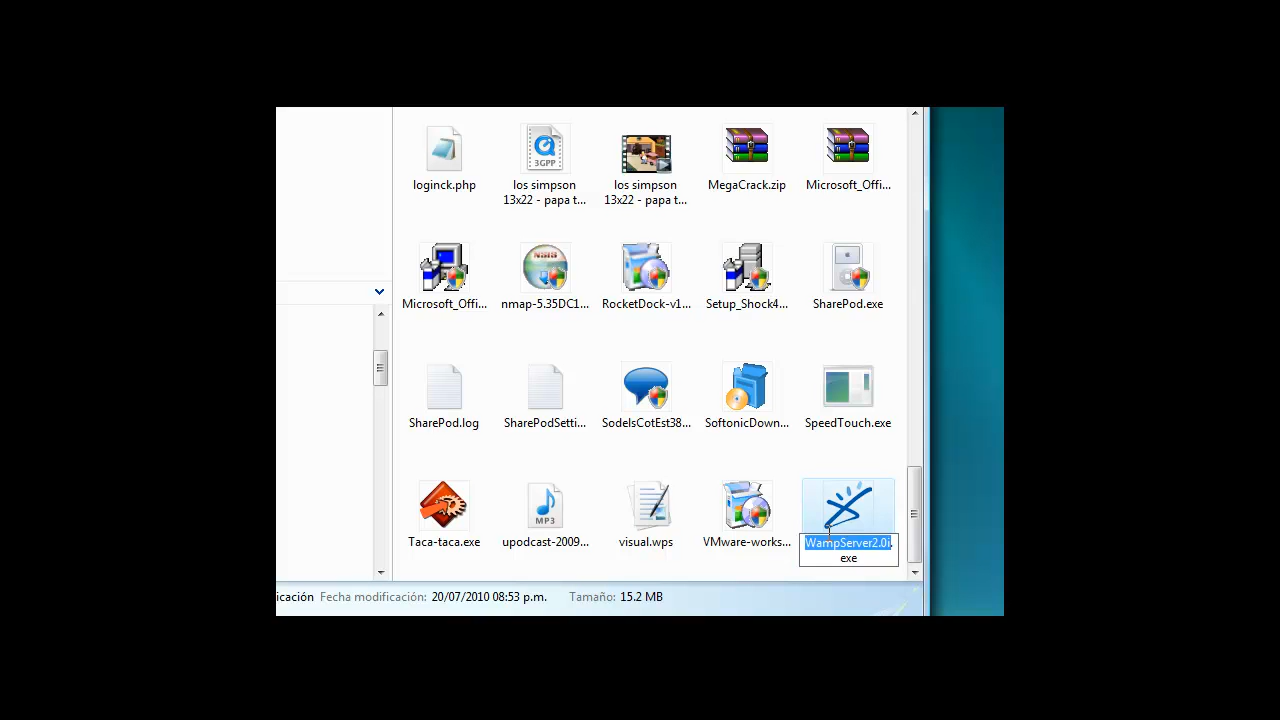 loginck.php
los simpson
13x22 - papa t...
los simpson
13x22 - papa t...
MegaCrack.zip
Microsoft_Offi...
3GPP
Microsoft_Offi...
nmap-5.35DC1...
RocketDock-v1...
Setup_Shock4...
SharePod.exe
SharePod.log
SharePodSetti...
SodelsCotEst38...
SoftonicDown...
SpeedTouch.exe
MP3
Taca-taca.exe
upodcast-2009...
visual.wps
VMware-works...
WampServer2.0i.
exe
icación Fecha modificación: 20/07/2010 08:53 p.m. Tamaño: 15.2 MB